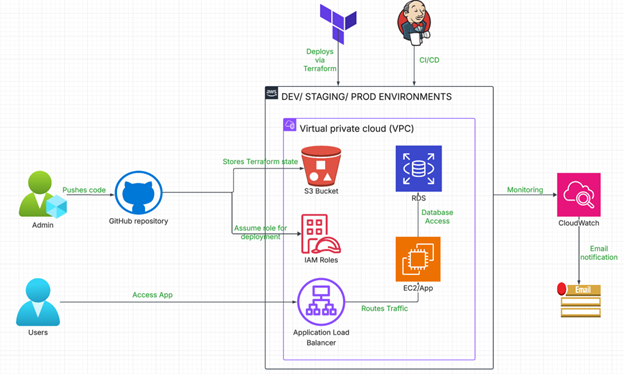 Deploys
via
Terraform
CI/CD
aws
DEV/ STAGING/ PROD ENVIRONMENTS
Virtual private cloud (VPC)
Stores Terraform state
S3 Bucket
RDS
Pushes code
Admin
GitHub repository
Monitoring
CloudWatch
Assume role for
deployment
IAM Roles
Database
Access
EC2/App
Email
notification
Email
Access App
Users
Routes Traffic
Application Load
Balancer